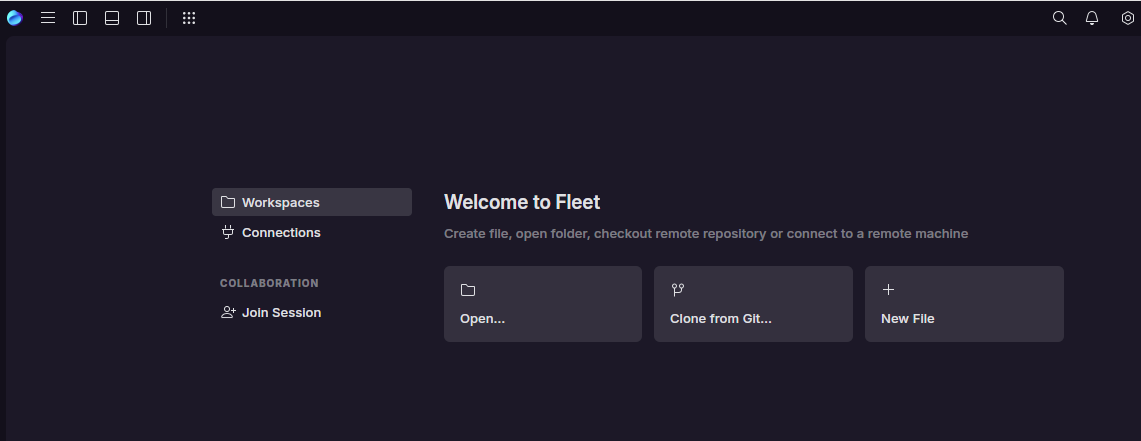 Workspaces
Connections
COLLABORATION
Join Session
Welcome to Fleet
Create file, open folder, checkout remote repository or connect to a remote machine
Open...
Clone from Git...
New File